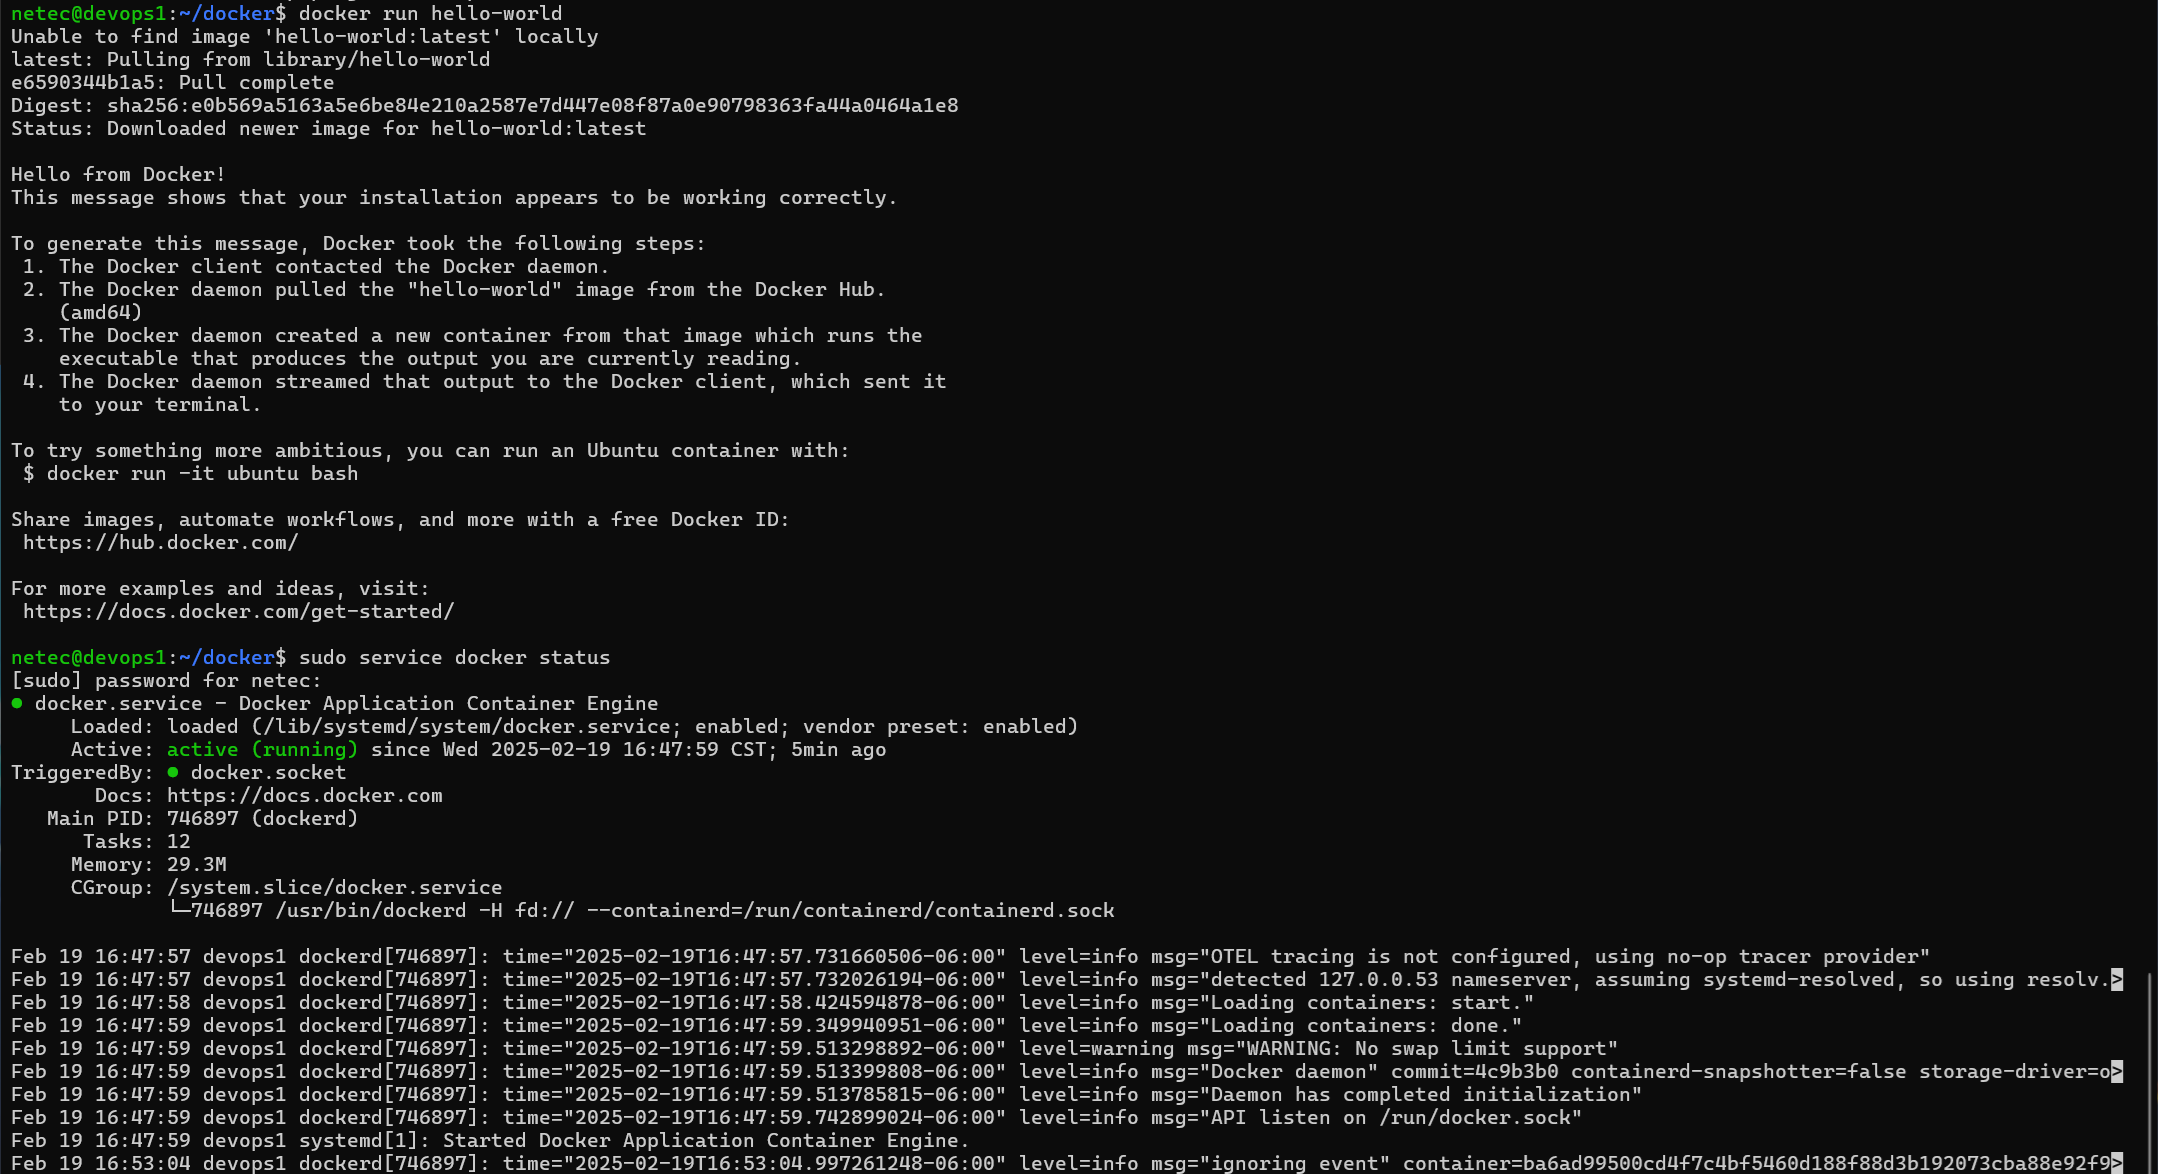 netec@devops1:~/docker$ docker run hello-world
Unable to find image 'hello-world:latest' locally
latest: Pulling from library/hello-world
e6590344b1a5: Pull complete
Digest: sha256:e0b569a5163a5e6be84e210a2587e7d447e08f87a0e90798363fa44a0464a1e8
Status: Downloaded newer image for hello-world:latest

Hello from Docker!
This message shows that your installation appears to be working correctly.

To generate this message, Docker took the following steps:
 1. The Docker client contacted the Docker daemon.
 2. The Docker daemon pulled the "hello-world" image from the Docker Hub.
    (amd64)
 3. The Docker daemon created a new container from that image which runs the
    executable that produces the output you are currently reading.
 4. The Docker daemon streamed that output to the Docker client, which sent it
    to your terminal.

To try something more ambitious, you can run an Ubuntu container with:
 $ docker run -it ubuntu bash

Share images, automate workflows, and more with a free Docker ID:
 https://hub.docker.com/

For more examples and ideas, visit:
 https://docs.docker.com/get-started/

netec@devops1:~/docker$ sudo service docker status
[sudo] password for netec:
● docker.service - Docker Application Container Engine
     Loaded: loaded (/lib/systemd/system/docker.service; enabled; vendor preset: enabled)
     Active: active (running) since Wed 2025-02-19 16:47:59 CST; 5min ago
TriggeredBy: ● docker.socket
       Docs: https://docs.docker.com
   Main PID: 746897 (dockerd)
      Tasks: 12
     Memory: 29.3M
     CGroup: /system.slice/docker.service
             └─746897 /usr/bin/dockerd -H fd:// --containerd=/run/containerd/containerd.sock

Feb 19 16:47:57 devops1 dockerd[746897]: time="2025-02-19T16:47:57.731660506-06:00" level=info msg="OTEL tracing is not configured, using no-op tracer provider"
Feb 19 16:47:57 devops1 dockerd[746897]: time="2025-02-19T16:47:57.732026194-06:00" level=info msg="detected 127.0.0.53 nameserver, assuming systemd-resolved, so using resolv.>
Feb 19 16:47:58 devops1 dockerd[746897]: time="2025-02-19T16:47:58.424594878-06:00" level=info msg="Loading containers: start."
Feb 19 16:47:59 devops1 dockerd[746897]: time="2025-02-19T16:47:59.349940951-06:00" level=info msg="Loading containers: done."
Feb 19 16:47:59 devops1 dockerd[746897]: time="2025-02-19T16:47:59.513298892-06:00" level=warning msg="WARNING: No swap limit support"
Feb 19 16:47:59 devops1 dockerd[746897]: time="2025-02-19T16:47:59.513399808-06:00" level=info msg="Docker daemon" commit=4c9b3b0 containerd-snapshotter=false storage-driver=o>
Feb 19 16:47:59 devops1 dockerd[746897]: time="2025-02-19T16:47:59.513785815-06:00" level=info msg="Daemon has completed initialization"
Feb 19 16:47:59 devops1 dockerd[746897]: time="2025-02-19T16:47:59.742899024-06:00" level=info msg="API listen on /run/docker.sock"
Feb 19 16:47:59 devops1 systemd[1]: Started Docker Application Container Engine.
Feb 19 16:53:04 devops1 dockerd[746897]: time="2025-02-19T16:53:04.997261248-06:00" level=info msg="ignoring event" container=ba6ad99500cd4f7c4bf5460d188f88d3b192073cba88e92f9>